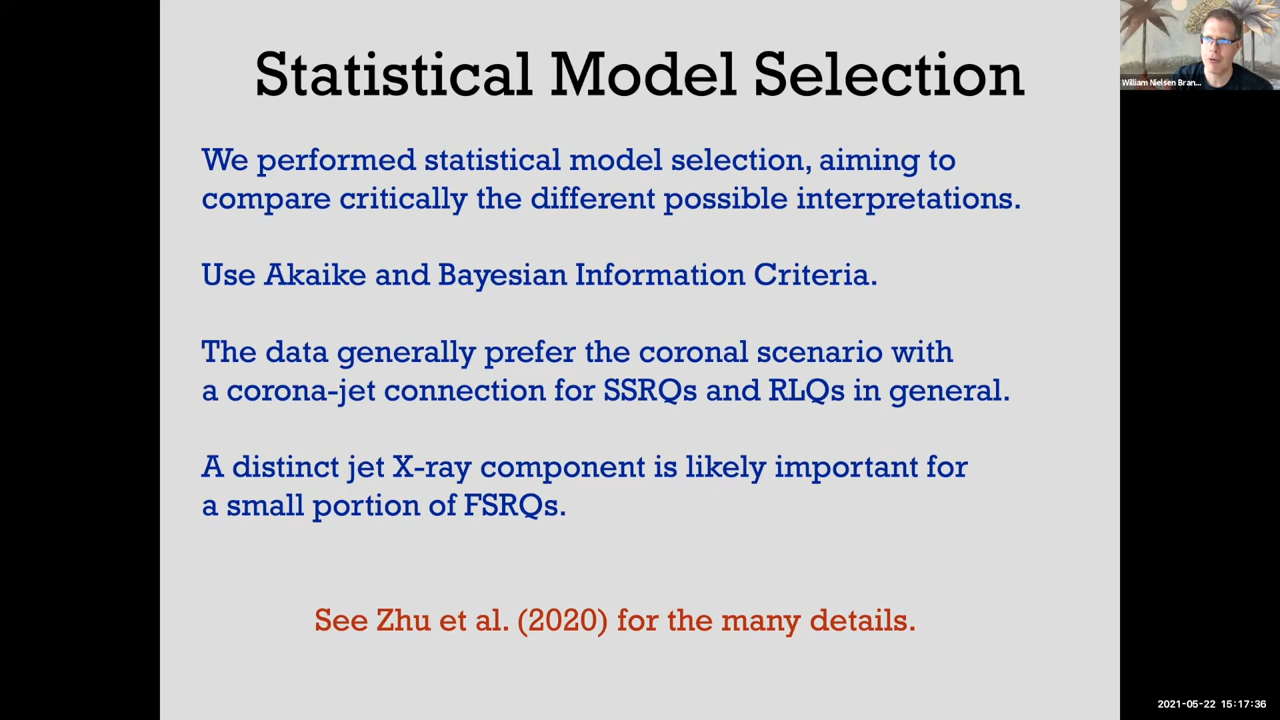 Statistical Model Selection
William Nielsen Bran...
We performed statistical model selection, aiming to
compare critically the different possible interpretations.
Use Akaike and Bayesian Information Criteria.
The data generally prefer the coronal scenario with
a corona-jet connection for SSRQs and RLQs in general.
A distinct jet X-ray component is likely important for
a small portion of FSRQs.
See Zhu et al. (2020) for the many details.
2021-05-22 15:17:36